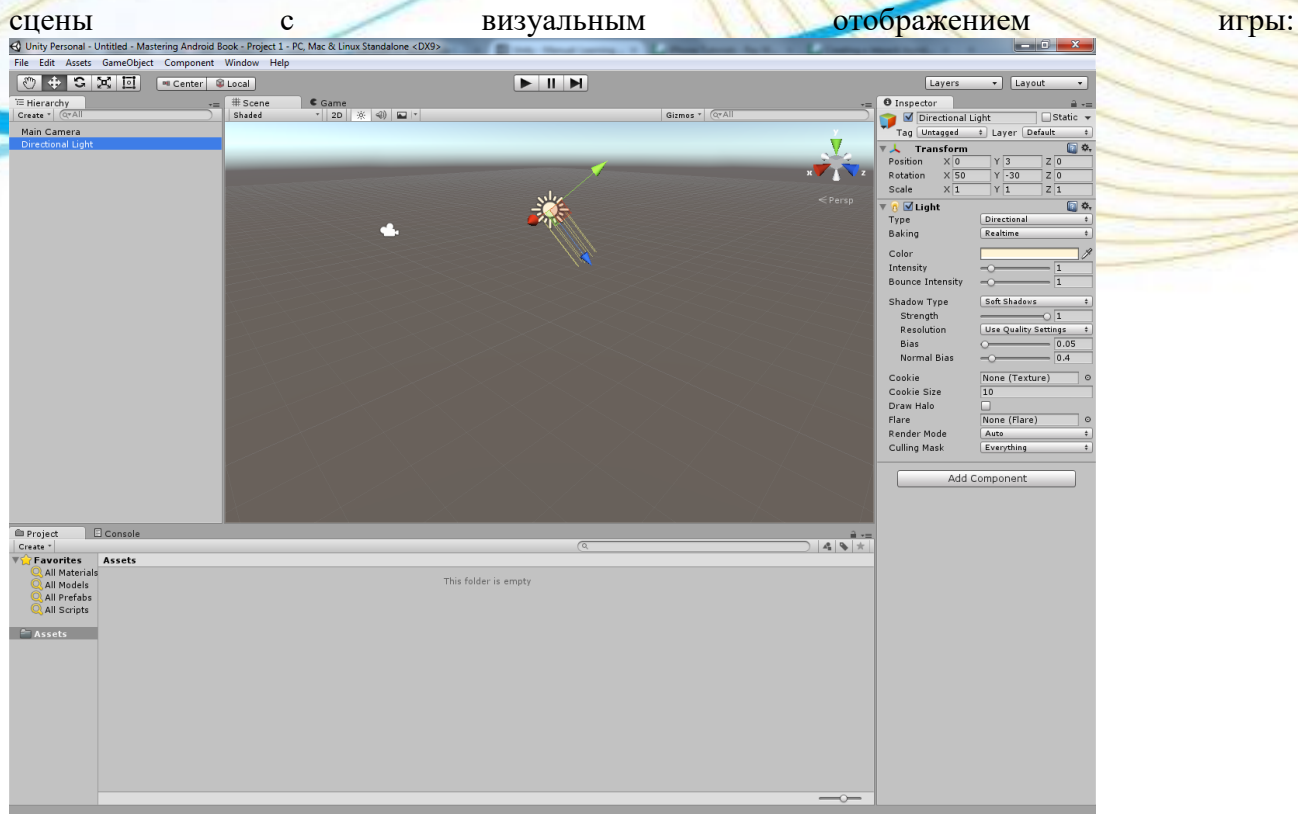 сцены с визуальным отображением игры:
Unity Personal - Untitled - Mastering Android Book - Project 1 - PC, Mac & Linux Standalone <DX9>
File Edit Assets GameObject Component Window Help
Center Local Layers Layout
Hierarchy
Create All
Main Camera
Directional Light
Scene Game
Shaded 2D Gizmos All
y
x z
Persp
Inspector
Directional Light Static
Tag Untagged Layer Default
Transform
Position X 0 Y 3 Z 0
Rotation X 50 Y -30 Z 0
Scale X 1 Y 1 Z 1
Light
Type Directional
Baking Realtime
Color
Intensity 1
Bounce Intensity 1
Shadow Type Soft Shadows
Strength 1
Resolution Use Quality Settings
Bias 0.05
Normal Bias 0.4
Cookie None (Texture)
Cookie Size 10
Draw Halo
Flare None (Flare)
Render Mode Auto
Culling Mask Everything
Add Component
Project Console
Create
Favorites
All Materials
All Models
All Prefabs
All Scripts
Assets
Assets
This folder is empty